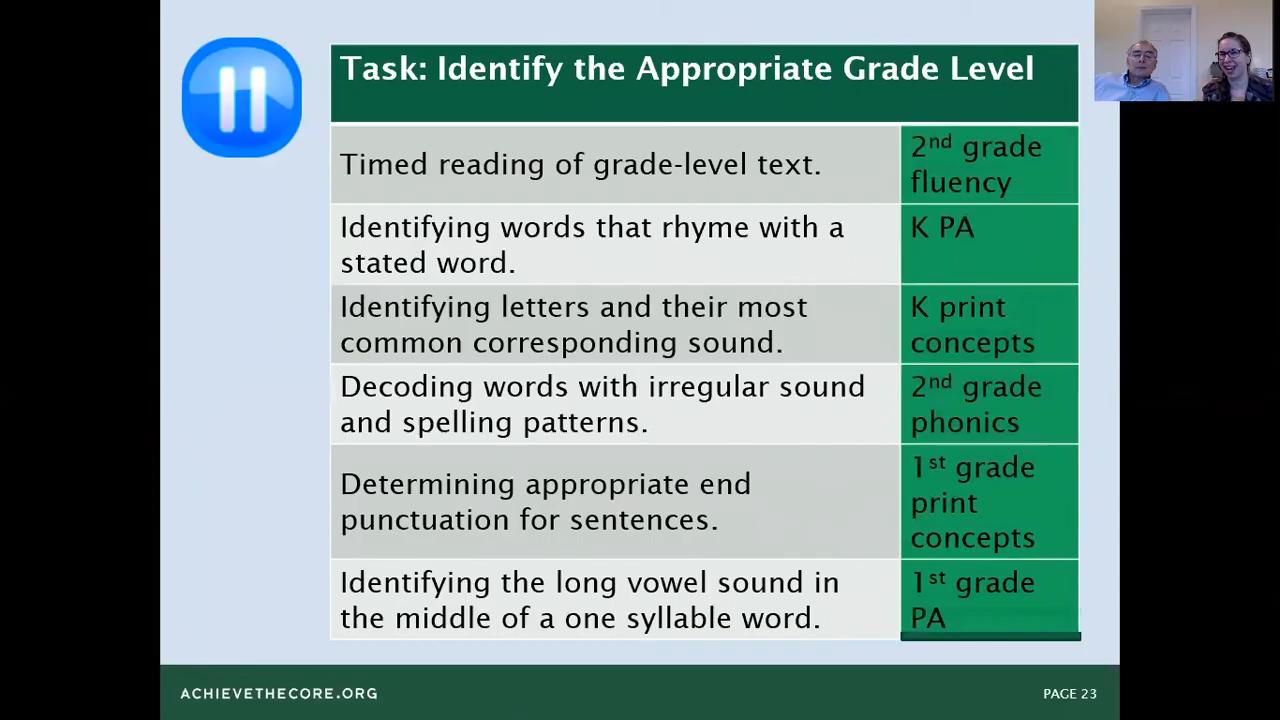 Task: Identify the Appropriate Grade Level
Timed reading of grade-level text.
2nd grade
fluency
Identifying words that rhyme with a
stated word.
K PA
Identifying letters and their most
common corresponding sound.
K print
concepts
Decoding words with irregular sound
and spelling patterns.
2nd grade
phonics
Determining appropriate end
punctuation for sentences.
1st grade
print
concepts
Identifying the long vowel sound in
the middle of a one syllable word.
1st grade
PA
ACHIEVETHECORE.ORG
PAGE 23